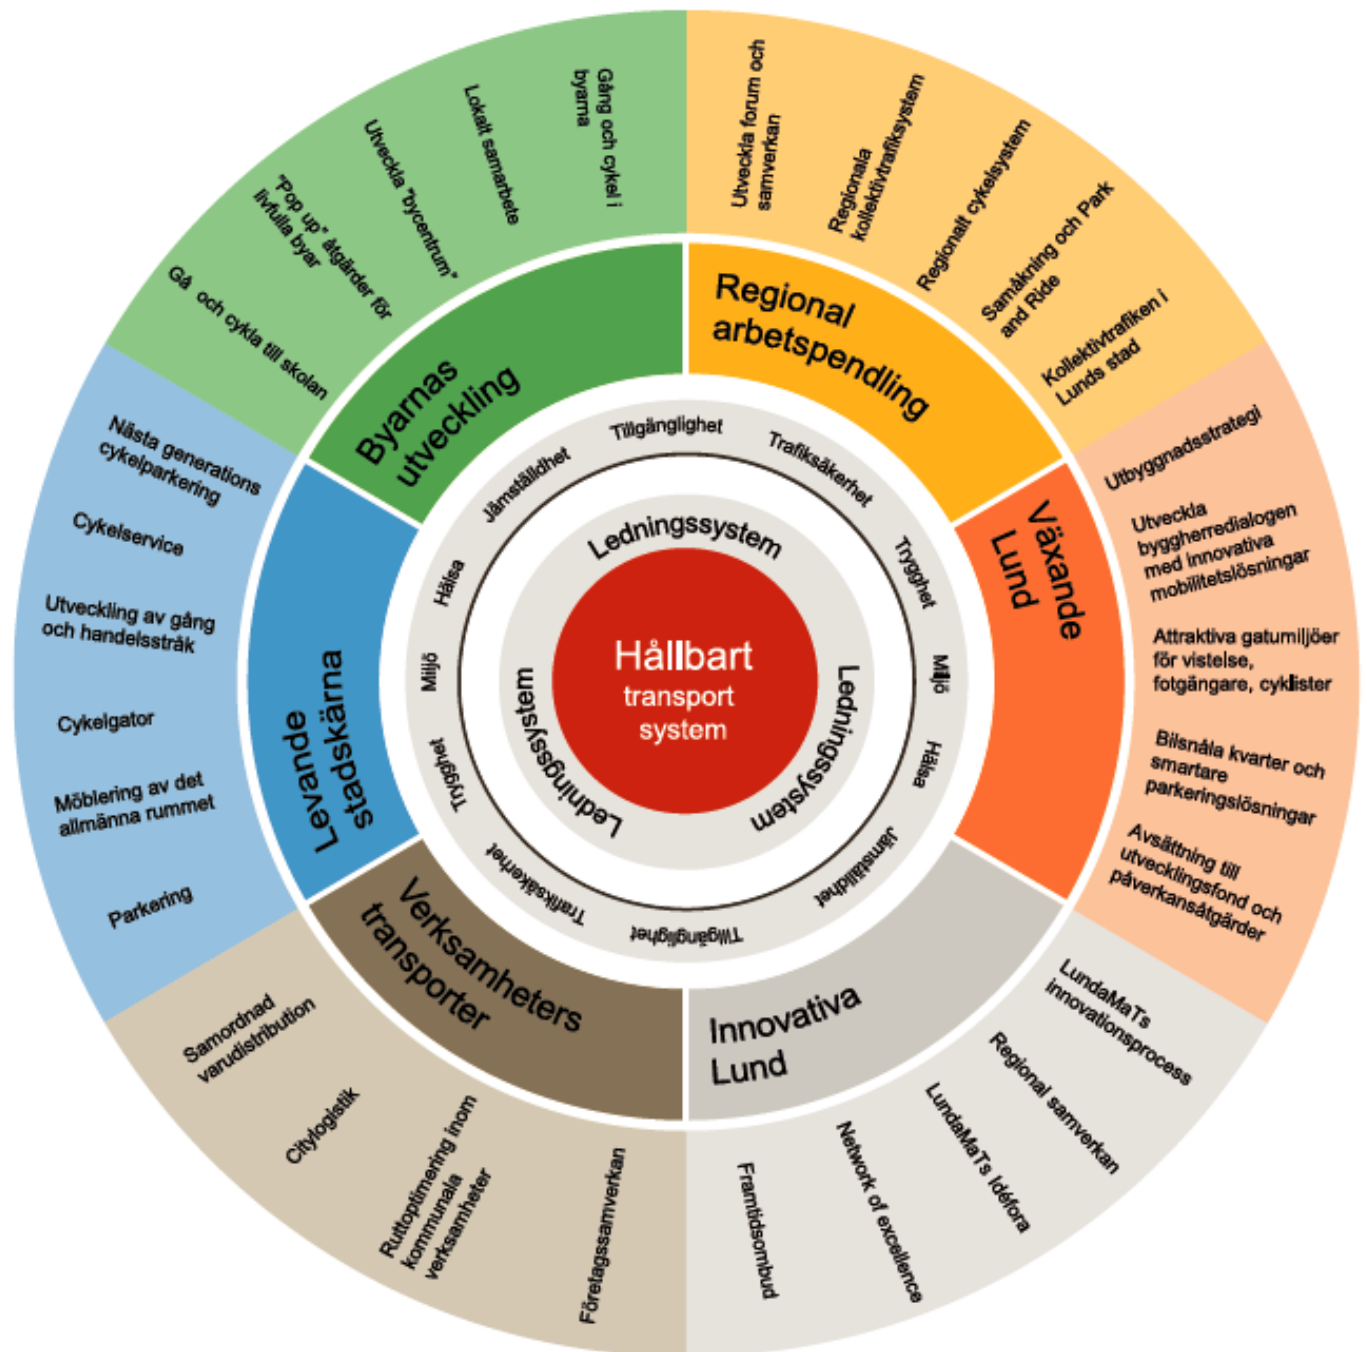 Hållbart
transport
system
Ledningssystem
Ledningssystem
Ledningssystem
Tillgänglighet
Trafiksäkerhet
Trygghet
Miljö
Hälsa
Jämställdhet
Tillgänglighet
Trafiksäkerhet
Trygghet
Miljö
Hälsa
Jämställdhet
Regional
arbetspendling
Utveckla forum och
samverkan
Regionala
kollektivtrafiksystem
Regionalt cykelsystem
Samåkning och Park
and Ride
Kollektivtrafiken i
Lunds stad
Växande
Lund
Utbyggnadsstrategi
Utveckla
byggherredialogen
med innovativa
mobilitetslösningar
Attraktiva gatumiljöer
för vistelse,
fotgängare, cyklister
Bilsnåla kvarter och
smartare
parkeringslösningar
Avsättning till
utvecklingsfond och
påverkansåtgärder
Innovativa
Lund
LundaMaTs
innovationsprocess
Regional samverkan
LundaMaTs Idéfora
Network of excellence
Framtidsombud
Verksamheters
transporter
Företagssamverkan
Ruttoptimering inom
kommunala
verksamheter
Citylogistik
Samordnad
varudistribution
Levande
stadskärna
Parkering
Möblering av det
allmänna rummet
Cykelgator
Utveckling av gång
och handelsstråk
Cykelservice
Nästa generations
cykelparkering
Byarnas
utveckling
Gå och cykla till skolan
"Pop up" åtgärder för
livfulla byar
Utveckla "bycentrum"
Lokalt samarbete
Gång och cykel i
byarna